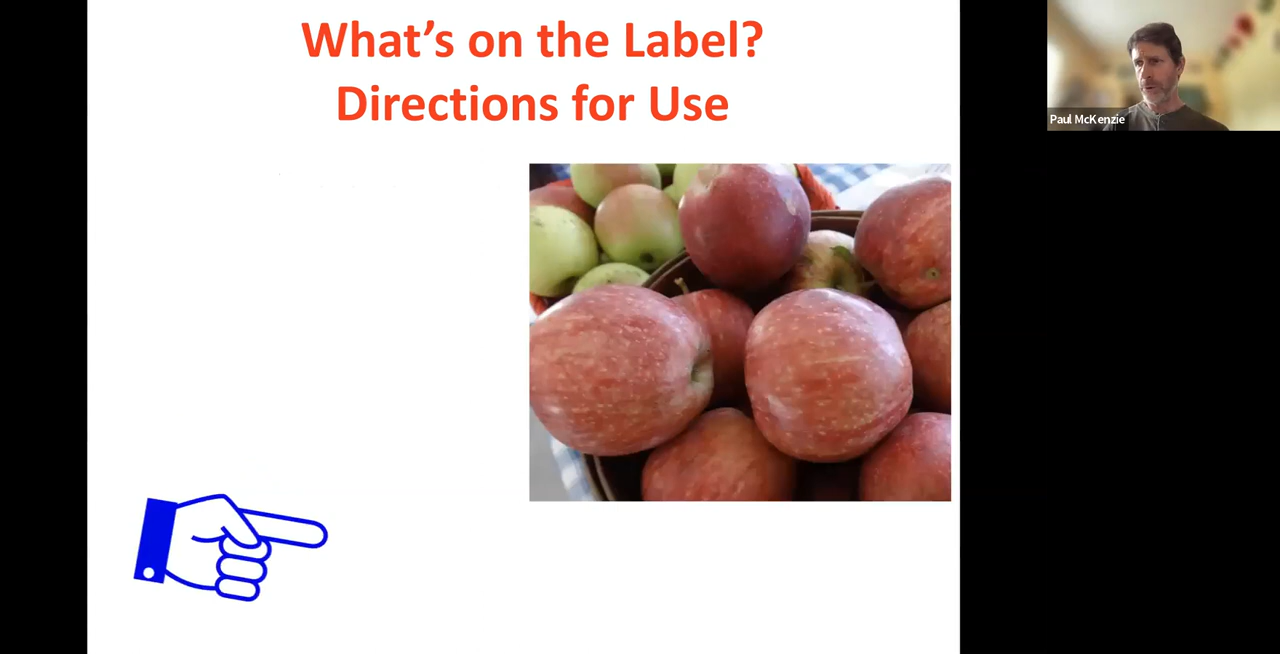 What’s on the Label?
Directions for Use
Paul McKenzie